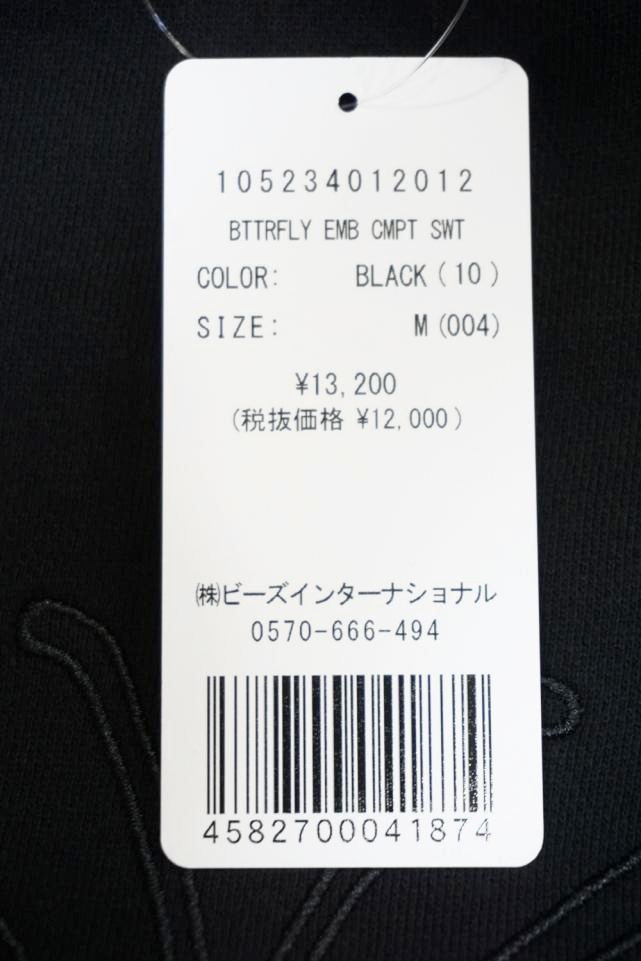 105234012012
BTTRFLY EMB CMPT SWT
COLOR: BLACK(10)
SIZE: M(004)
¥13,200
(税抜価格 ¥12,000)
㈱ビーズインターナショナル
0570-666-494
4582700041874